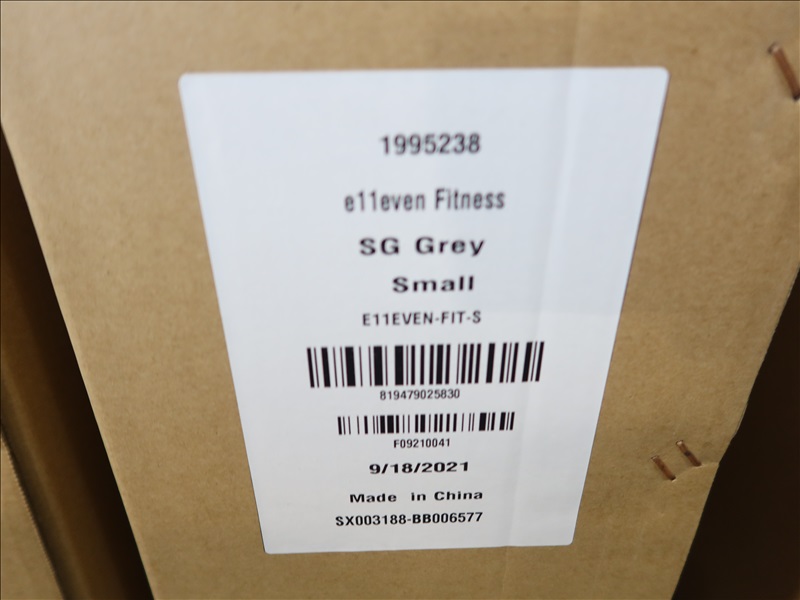 1995238
e11even Fitness
SG Grey
Small
E11EVEN-FIT-S
819479025830
F09210041
9/18/2021
Made in China
SX003188-BB006577